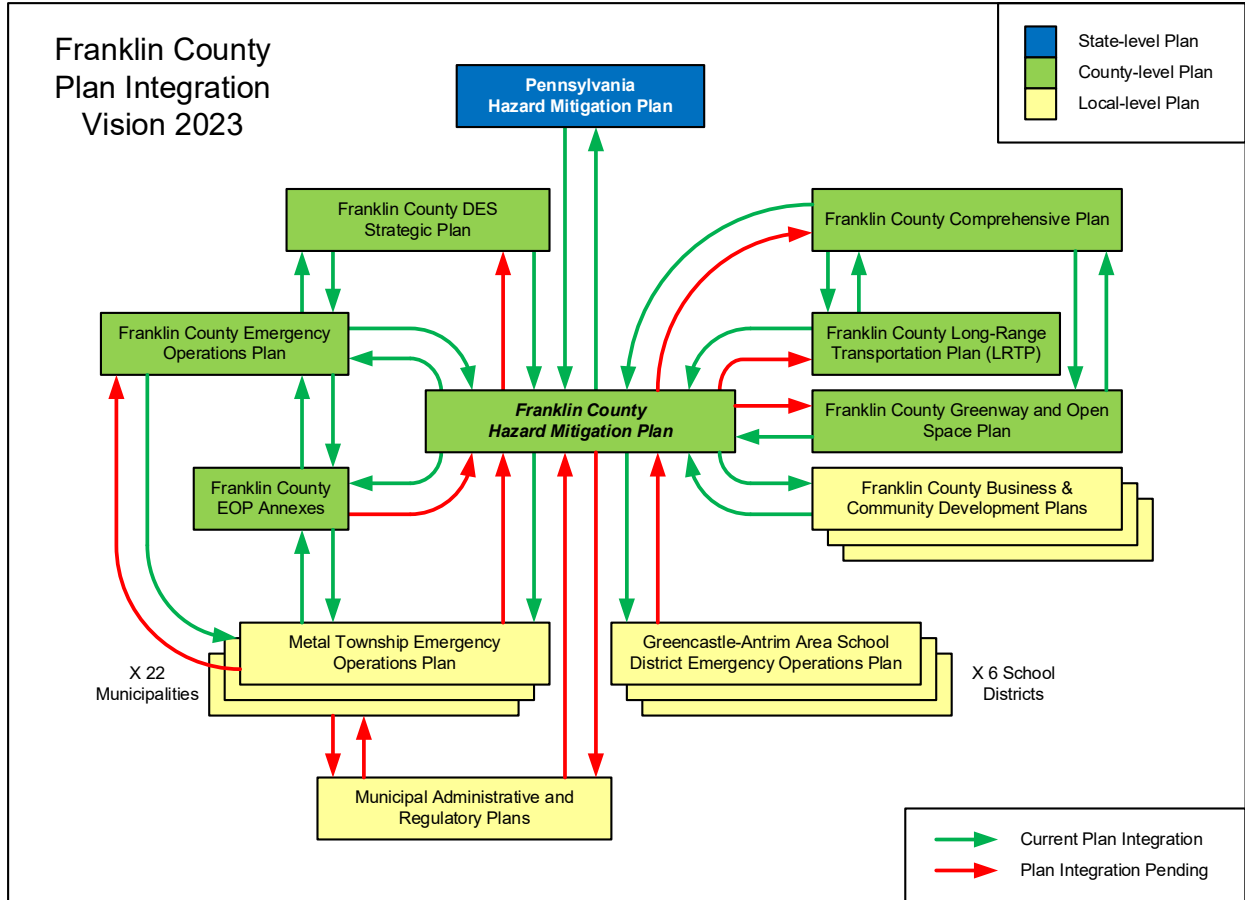 Franklin County
Plan Integration
Vision 2023
State-level Plan
County-level Plan
Local-level Plan
Pennsylvania
Hazard Mitigation Plan
Franklin County DES
Strategic Plan
Franklin County Comprehensive Plan
Franklin County Emergency
Operations Plan
Franklin County Long-Range
Transportation Plan (LRTP)
Franklin County
Hazard Mitigation Plan
Franklin County Greenway and Open
Space Plan
Franklin County
EOP Annexes
Franklin County Business &
Community Development Plans
Metal Township Emergency
Operations Plan
X 22
Municipalities
Greencastle-Antrim Area School
District Emergency Operations Plan
X 6 School
Districts
Municipal Administrative and
Regulatory Plans
Current Plan Integration
Plan Integration Pending